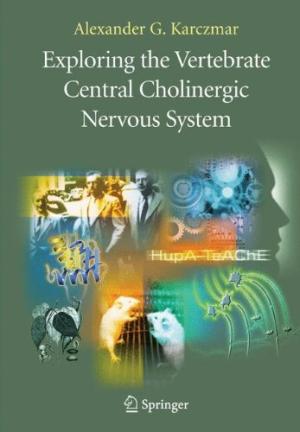 Alexander G. Karczmar
Exploring the Vertebrate
Central Cholinergic
Nervous System
HupA-TcAChE
Springer